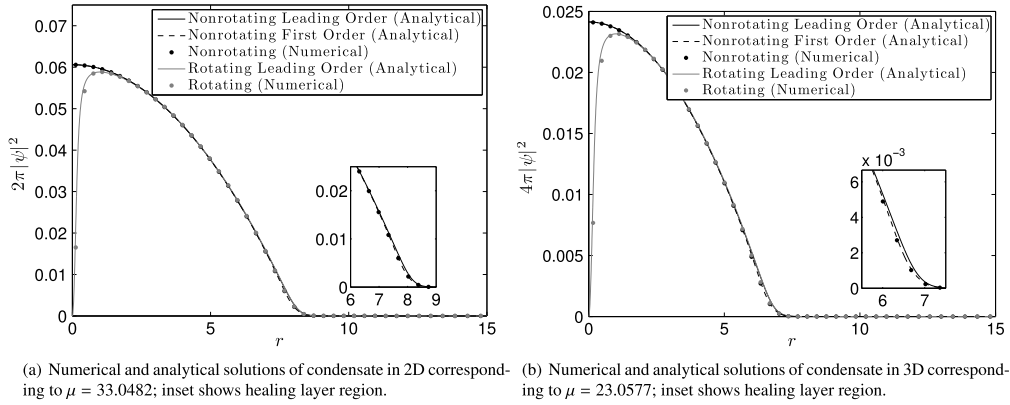 0.07
0.06
0.05
0.04
0.03
0.02
0.01
0
2π|ψ|²
Nonrotating Leading Order (Analytical)
Nonrotating First Order (Analytical)
Nonrotating (Numerical)
Rotating Leading Order (Analytical)
Rotating (Numerical)
0.02
0.01
0
6 7 8 9
0 5 10 15
r
(a) Numerical and analytical solutions of condensate in 2D correspond-
ing to μ = 33.0482; inset shows healing layer region.
0.025
0.02
0.015
0.01
0.005
0
4π|ψ|²
Nonrotating Leading Order (Analytical)
Nonrotating First Order (Analytical)
Nonrotating (Numerical)
Rotating Leading Order (Analytical)
Rotating (Numerical)
x 10⁻³
6
4
2
0
6 7
0 5 10 15
r
(b) Numerical and analytical solutions of condensate in 3D correspond-
ing to μ = 23.0577; inset shows healing layer region.